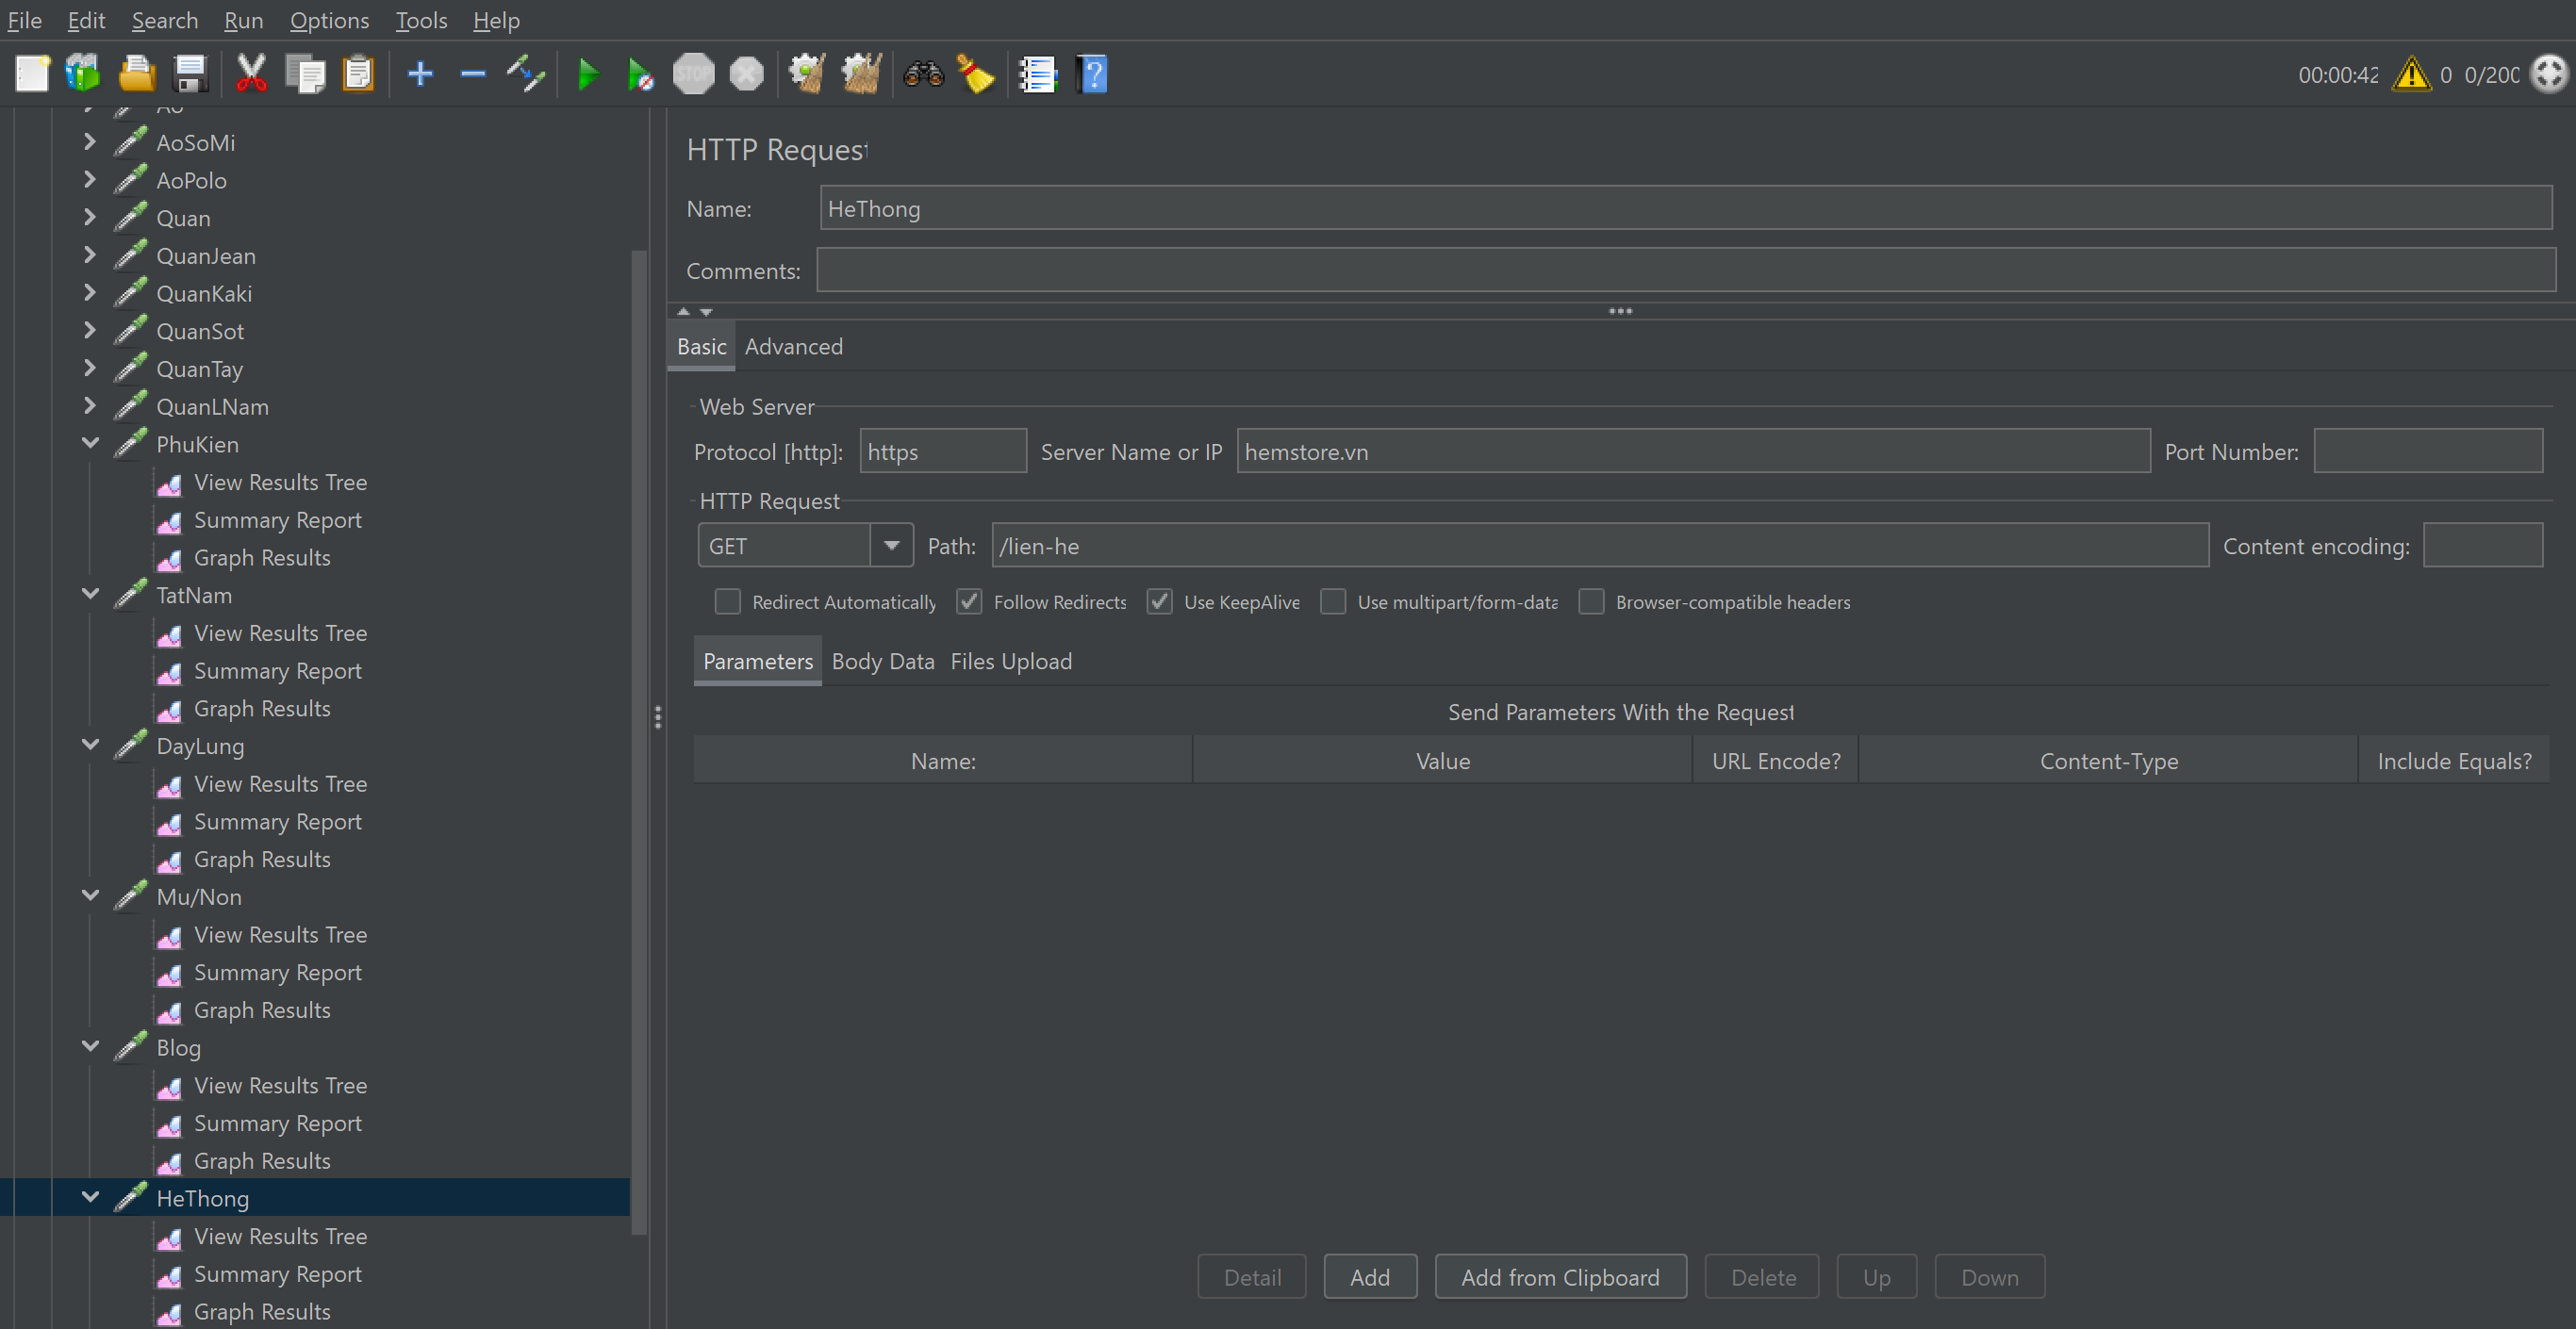 File Edit Search Run Options Tools Help
STOP
00:00:42 0 0/200
Ao
AoSoMi
AoPolo
Quan
QuanJean
QuanKaki
QuanSot
QuanTay
QuanLNam
PhuKien
View Results Tree
Summary Report
Graph Results
TatNam
View Results Tree
Summary Report
Graph Results
DayLung
View Results Tree
Summary Report
Graph Results
Mu/Non
View Results Tree
Summary Report
Graph Results
Blog
View Results Tree
Summary Report
Graph Results
HeThong
View Results Tree
Summary Report
Graph Results
HTTP Request
Name: HeThong
Comments:
Basic Advanced
Web Server
Protocol [http]: https Server Name or IP hemstore.vn Port Number:
HTTP Request
GET Path: /lien-he Content encoding:
Redirect Automatically Follow Redirects Use KeepAlive Use multipart/form-data Browser-compatible headers
Parameters Body Data Files Upload
Send Parameters With the Request
Name: Value URL Encode? Content-Type Include Equals?
Detail Add Add from Clipboard Delete Up Down